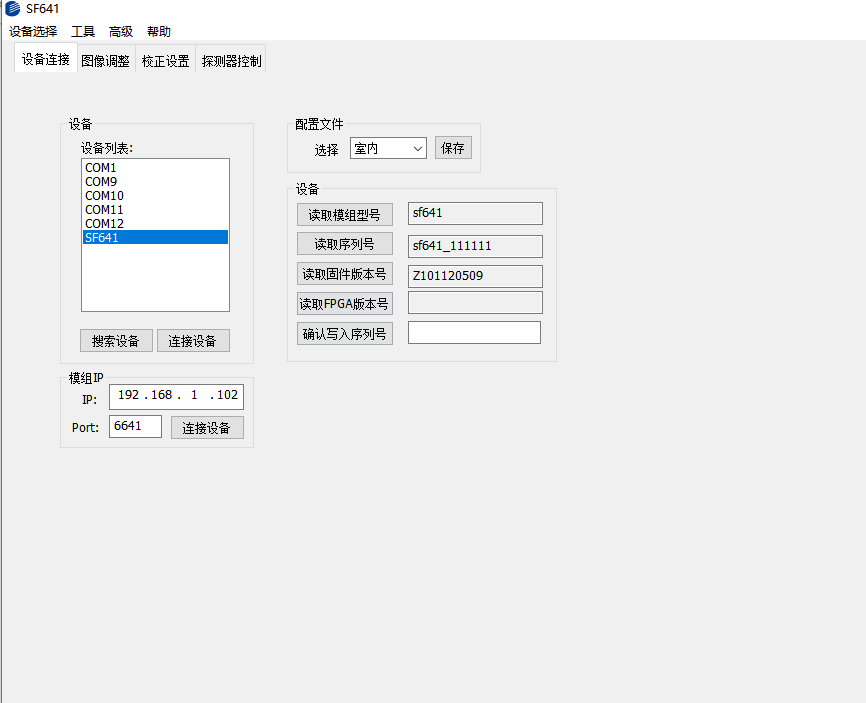 SF641
设备选择 工具 高级 帮助
设备连接 图像调整 校正设置 探测器控制
设备
设备列表:
COM1
COM9
COM10
COM11
COM12
SF641
搜索设备 连接设备
模组IP
IP: 192 . 168 . 1 . 102
Port: 6641 连接设备
配置文件
选择 室内 保存
设备
读取模组型号 sf641
读取序列号 sf641_111111
读取固件版本号 Z101120509
读取FPGA版本号
确认写入序列号